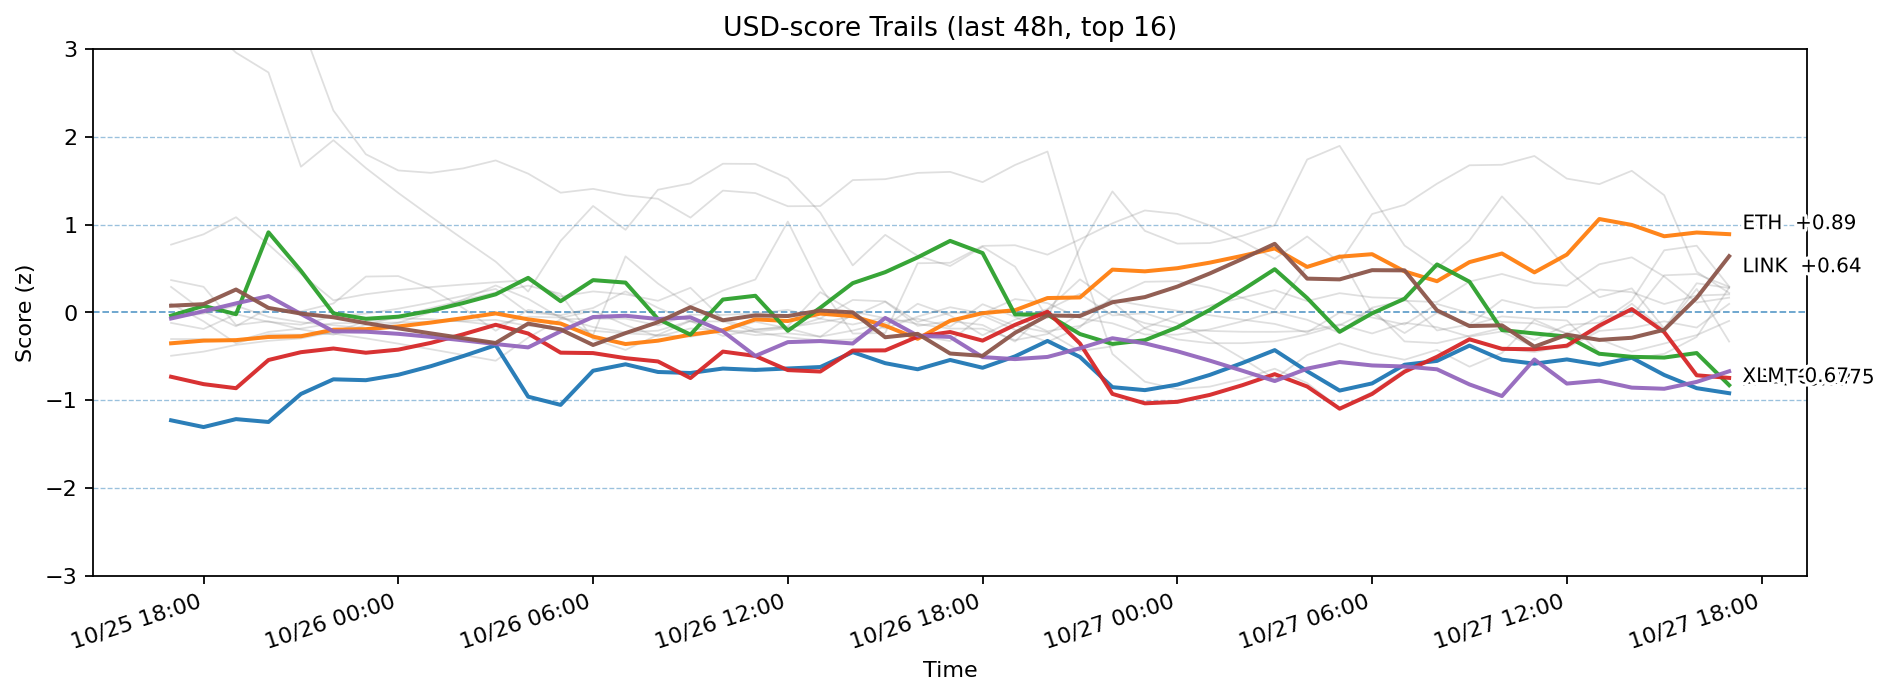 USD-score Trails (last 48h, top 16)
Score (z)
3
2
1
0
−1
−2
−3
ETH +0.89
LINK +0.64
XLM
10/25 18:00
10/26 00:00
10/26 06:00
10/26 12:00
10/26 18:00
10/27 00:00
10/27 06:00
10/27 12:00
10/27 18:00
Time